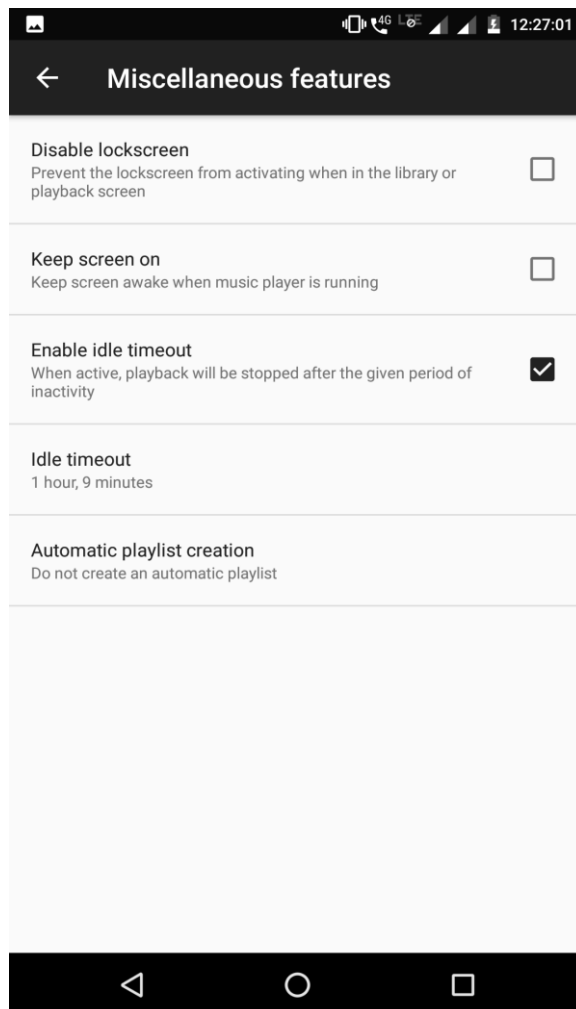 4G LTE 12:27:01
Miscellaneous features
Disable lockscreen
Prevent the lockscreen from activating when in the library or
playback screen
Keep screen on
Keep screen awake when music player is running
Enable idle timeout
When active, playback will be stopped after the given period of
inactivity
Idle timeout
1 hour, 9 minutes
Automatic playlist creation
Do not create an automatic playlist